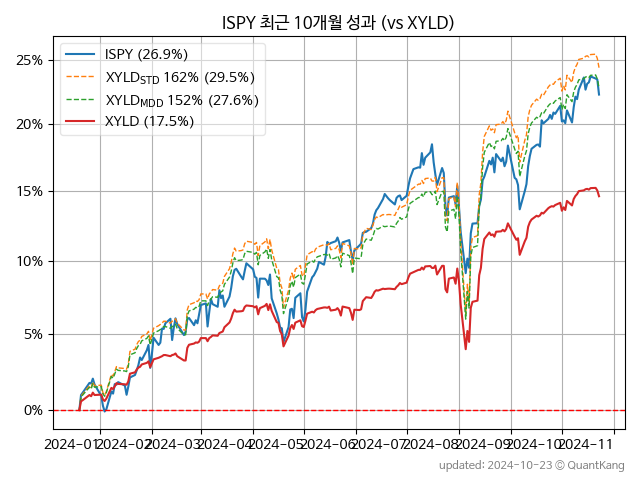 ISPY 최근 10개월 성과 (vs XYLD)
ISPY (26.9%)
XYLD_STD 162% (29.5%)
XYLD_MDD 152% (27.6%)
XYLD (17.5%)
25%
20%
15%
10%
5%
0%
2024-01 2024-02 2024-03 2024-04 2024-05 2024-06 2024-07 2024-08 2024-09 2024-10 2024-11
updated: 2024-10-23 © QuantKang